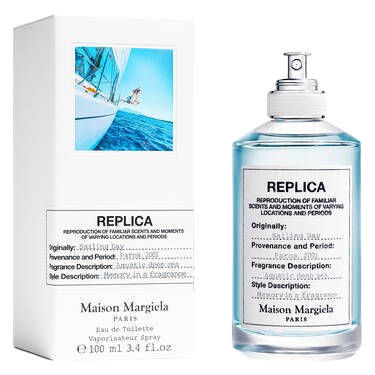 REPLICA
REPRODUCTION OF FAMILIAR SCENTS AND MOMENTS
OF VARYING LOCATIONS AND PERIODS
Originally: Sailing Day
Provenance and Period: Paros, 2001
Fragrance Description: Aquatic deep sea
Style Description: Memory in a fragrance
Maison Margiela
PARIS
Eau de Toilette
Vaporisateur Spray
℮ 100 ml 3.4 fl.oz
REPLICA
REPRODUCTION OF FAMILIAR
SCENTS AND MOMENTS OF VARYING
LOCATIONS AND PERIODS
Originally:
Sailing Day
Provenance and Period:
Paros, 2001
Fragrance Description:
Aquatic deep sea
Style Description:
Memory in a fragrance
Maison Margiela
PARIS